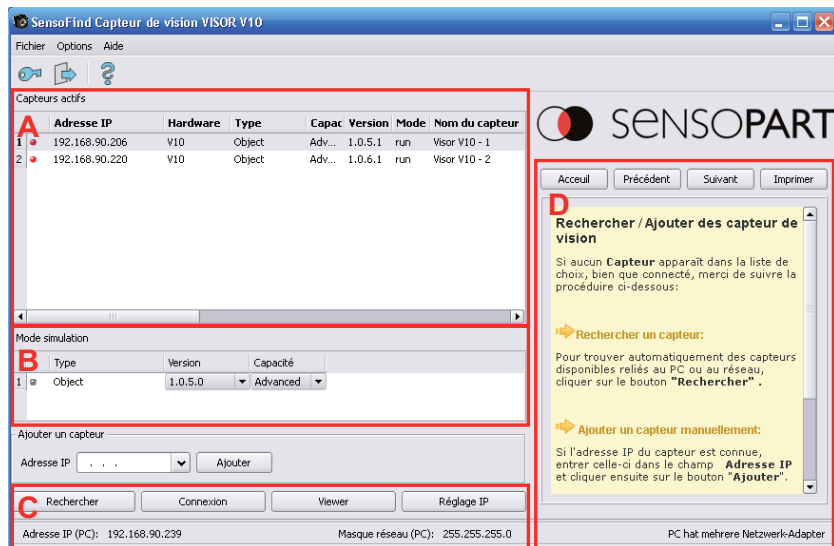 SensoFind Capteur de vision VISOR V10
Fichier Options Aide
Capteurs actifs
A
Adresse IP Hardware Type Capac Version Mode Nom du capteur
1 192.168.90.206 V10 Object Adv... 1.0.5.1 run Visor V10 - 1
2 192.168.90.220 V10 Object Adv... 1.0.6.1 run Visor V10 - 2
Mode simulation
B
Type Version Capacité
1 Object 1.0.5.0 Advanced
Ajouter un capteur
Adresse IP . . . Ajouter
C
Rechercher Connexion Viewer Réglage IP
Adresse IP (PC): 192.168.90.239 Masque réseau (PC): 255.255.255.0
SENSOPART
Acceuil Précédent Suivant Imprimer
D
Rechercher / Ajouter des capteur de
vision
Si aucun Capteur apparaît dans la liste de
choix, bien que connecté, merci de suivre la
procédure ci-dessous:
Rechercher un capteur:
Pour trouver automatiquement des capteurs
disponibles reliés au PC ou au réseau,
cliquer sur le bouton "Rechercher" .
Ajouter un capteur manuellement:
Si l'adresse IP du capteur est connue,
entrer celle-ci dans le champ Adresse IP
et cliquer ensuite sur le bouton "Ajouter".
PC hat mehrere Netzwerk-Adapter